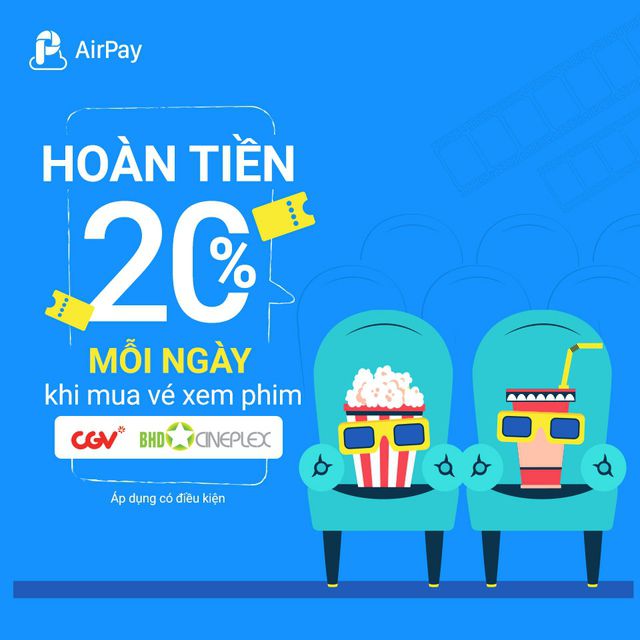 AirPay
HOÀN TIỀN
20%
MỖI NGÀY
khi mua vé xem phim
CGV BHD CINEPLEX
Áp dụng có điều kiện